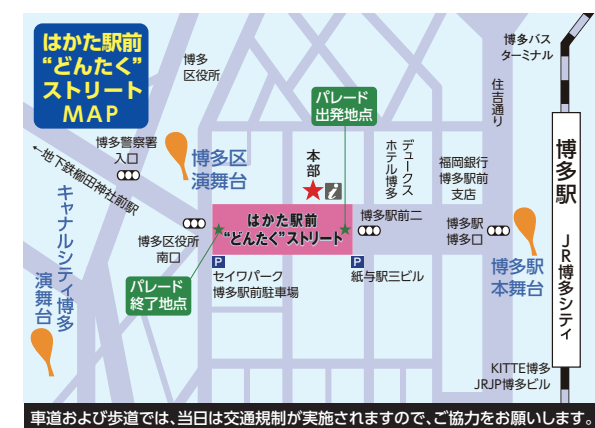 はかた駅前
“どんたく”
ストリート
MAP
博多
区役所
博多バス
ターミナル
住吉通り
パレード
出発地点
博多警察署
入口
←地下鉄櫛田神社前駅
博多区
演舞台
本部
i
デュークス
ホテル博多
福岡銀行
博多駅前
支店
博多駅
JR博多シティ
キャナルシティ博多
演舞台
はかた駅前
“どんたく”ストリート
博多駅前二
博多駅
博多口
博多区役所
南口
博多駅
本舞台
P
セイワパーク
博多駅前駐車場
P
紙与駅三ビル
パレード
終了地点
KITTE博多
JRJP博多ビル
車道および歩道では、当日は交通規制が実施されますので、ご協力をお願いします。